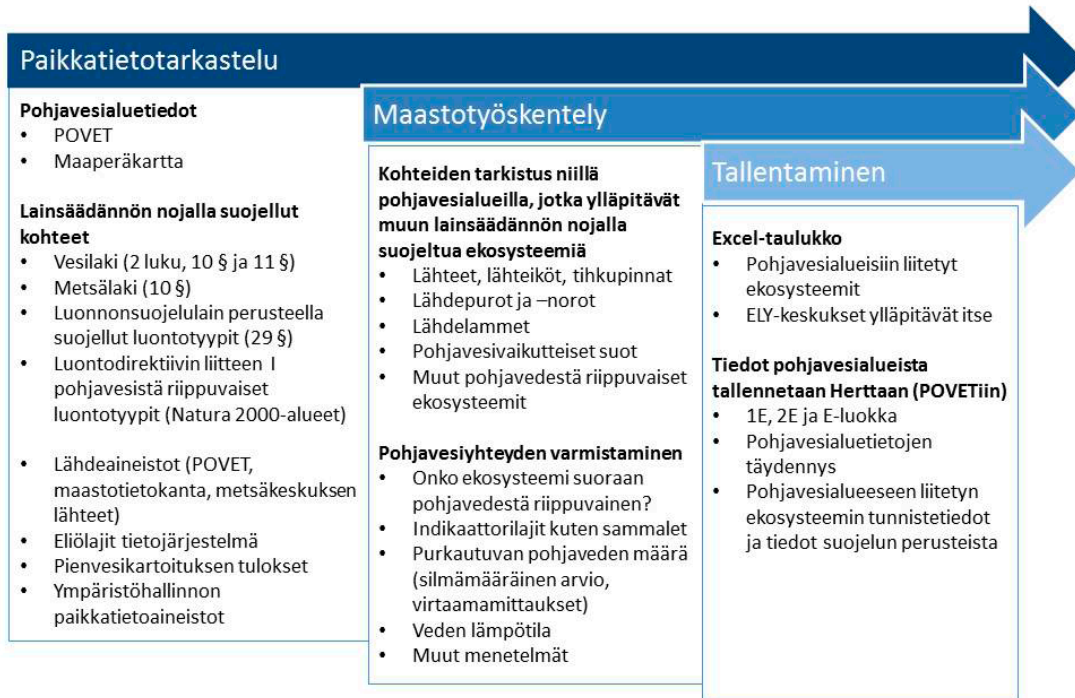 Paikkatietotarkastelu
Pohjavesialuetiedot
• POVET
• Maaperäkartta
Lainsäädännön nojalla suojellut
kohteet
• Vesilaki (2 luku, 10 § ja 11 §)
• Metsälaki (10 §)
• Luonnonsuojelulain perusteella
suojellut luontotyypit (29 §)
• Luontodirektiivin liitteen I
pohjavesistä riippuvaiset
luontotyypit (Natura 2000-alueet)
• Lähdeaineistot (POVET,
maastotietokanta, metsäkeskuksen
lähteet)
• Eliölajit tietojärjestelmä
• Pienvesikartoituksen tulokset
• Ympäristöhallinnon
paikkatietoaineistot
Maastotyöskentely
Kohteiden tarkistus niillä
pohjavesialueilla, jotka ylläpitävät
muun lainsäädännön nojalla
suojeltua ekosysteemiä
• Lähteet, lähteiköt, tihkupinnat
• Lähdepurot ja –norot
• Lähdelammet
• Pohjavesivaikutteiset suot
• Muut pohjavedestä riippuvaiset
ekosysteemit
Pohjavesiyhteyden varmistaminen
• Onko ekosysteemi suoraan
pohjavedestä riippuvainen?
• Indikaattorilajit kuten sammalet
• Purkautuvan pohjaveden määrä
(silmämääräinen arvio,
virtaamamittaukset)
• Veden lämpötila
• Muut menetelmät
Tallentaminen
Excel-taulukko
• Pohjavesialueisiin liitetyt
ekosysteemit
• ELY-keskukset ylläpitävät itse
Tiedot pohjavesialueista
tallennetaan Herttaan (POVETiin)
• 1E, 2E ja E-luokka
• Pohjavesialuetietojen
täydennys
• Pohjavesialueeseen liitetyn
ekosysteemin tunnistetiedot
ja tiedot suojelun perusteista